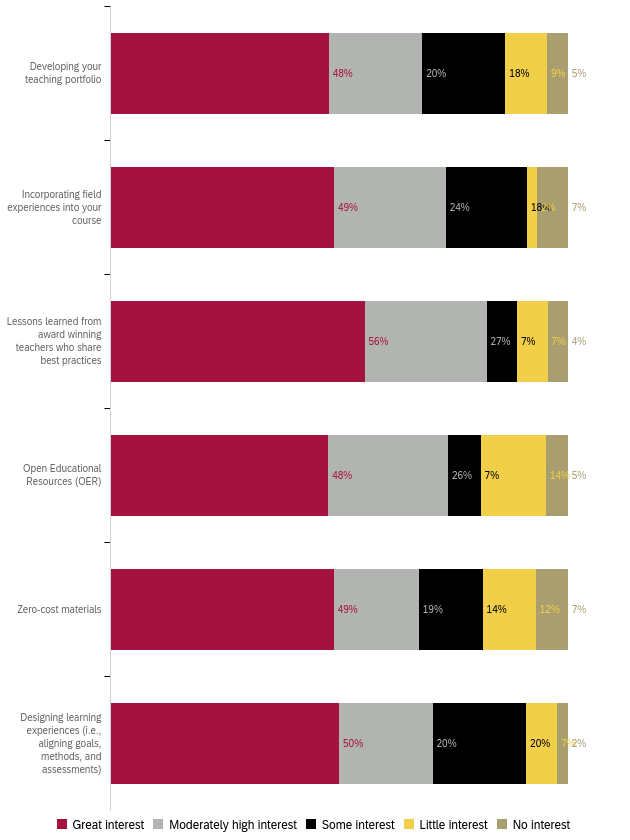 Developing your
teaching portfolio
48%
20%
18%
9%
5%
Incorporating field
experiences into your
course
49%
24%
18%
7%
Lessons learned from
award winning
teachers who share
best practices
56%
27%
7%
7%
4%
Open Educational
Resources (OER)
48%
26%
7%
14%
5%
Zero-cost materials
49%
19%
14%
12%
7%
Designing learning
experiences (i.e.,
aligning goals,
methods, and
assessments)
50%
20%
20%
7%
2%
Great interest
Moderately high interest
Some interest
Little interest
No interest